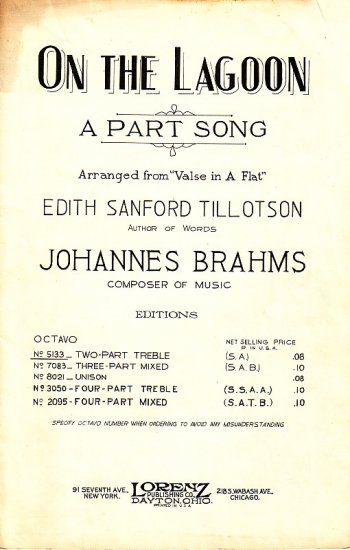 ON THE LAGOON
A PART SONG
Arranged from "Valse in A Flat"
EDITH SANFORD TILLOTSON
AUTHOR OF WORDS
JOHANNES BRAHMS
COMPOSER OF MUSIC
EDITIONS
OCTAVO NET SELLING PRICE
IN U.S.A.
No 5133 – TWO-PART TREBLE (S.A.) .08
No 7083 – THREE-PART MIXED (S.A.B.) .10
No 8021 – UNISON .08
No 3050 – FOUR-PART TREBLE (S.S.A.A.) .10
No 2095 – FOUR-PART MIXED (S.A.T.B.) .10
SPECIFY OCTAVO NUMBER WHEN ORDERING TO AVOID ANY MISUNDERSTANDING
91 SEVENTH AVE., NEW YORK.
LORENZ
PUBLISHING CO.
DAYTON, OHIO.
PRINTED IN U.S.A.
218 S. WABASH AVE., CHICAGO.